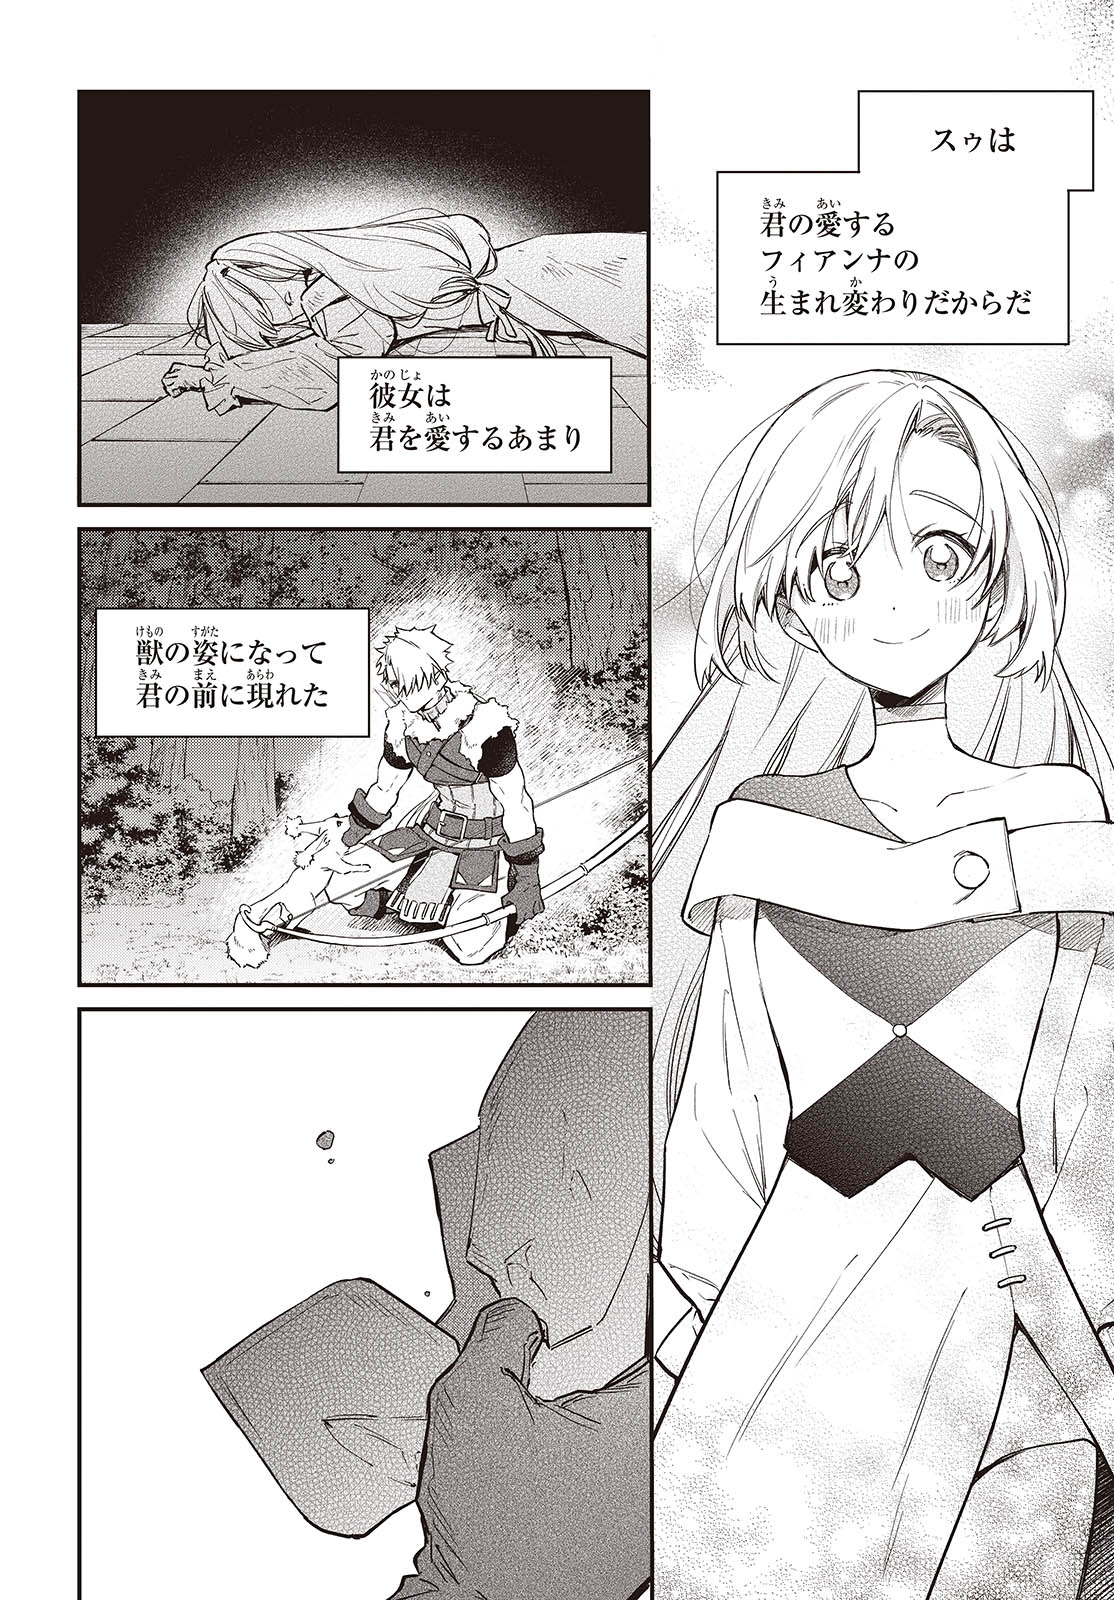 スゥは
君の愛する
フィアンナの
生まれ変わりだからだ
彼女は
君を愛するあまり
獣の姿になって
君の前に現れた